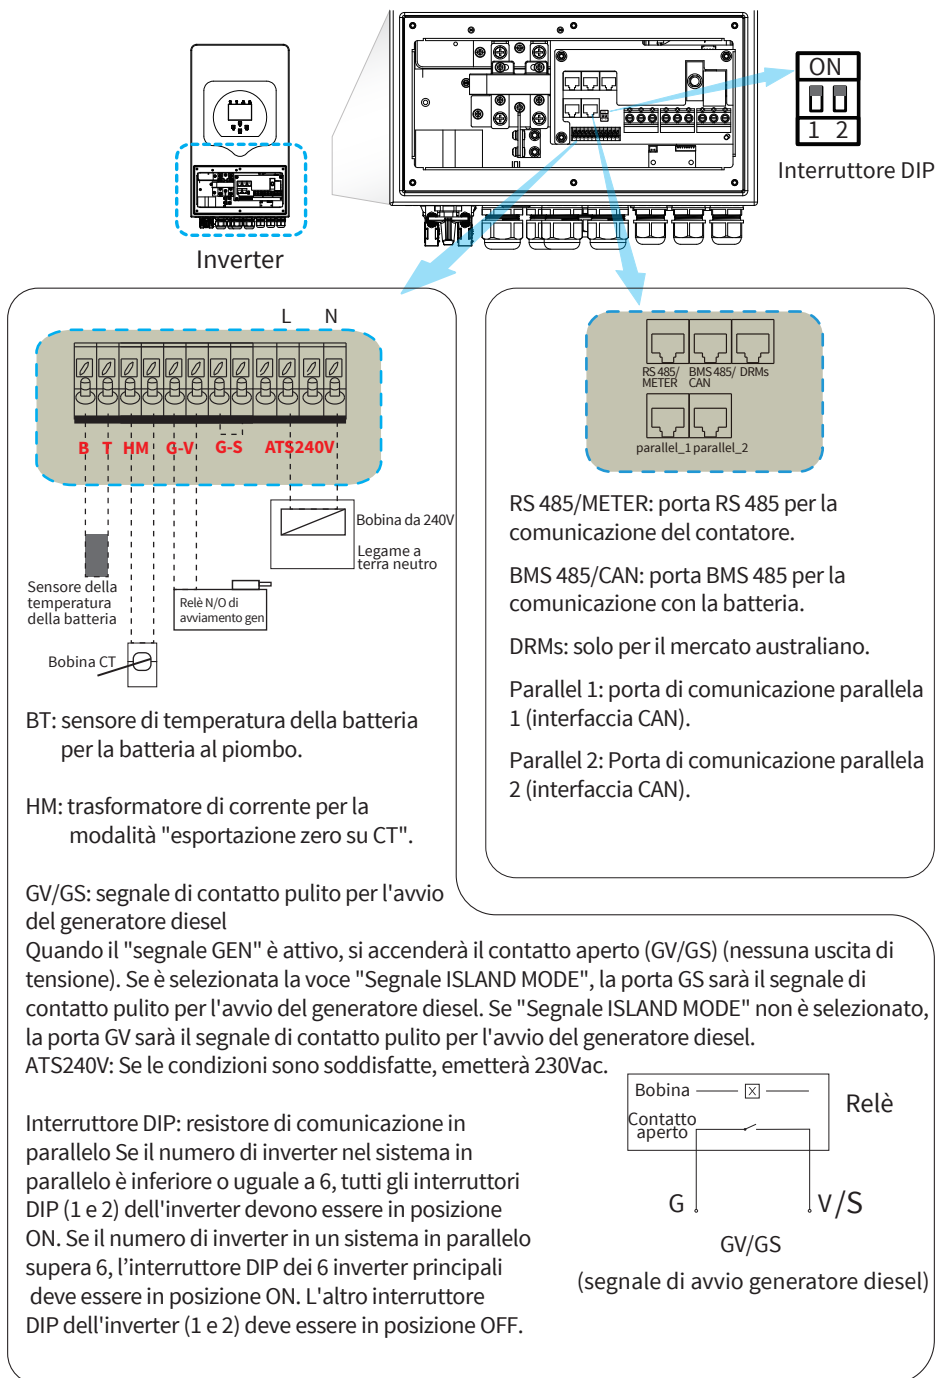 ON
1 2
Interruttore DIP
Inverter
L N
B T HM G-V G-S ATS240V
Bobina da 240V
Legame a
terra neutro
Sensore della
temperatura
della batteria
Relè N/O di
avviamento gen
Bobina CT
RS 485/ BMS 485/ DRMs
METER CAN
parallel_1 parallel_2
RS 485/METER: porta RS 485 per la
comunicazione del contatore.
BMS 485/CAN: porta BMS 485 per la
comunicazione con la batteria.
DRMs: solo per il mercato australiano.
Parallel 1: porta di comunicazione parallela
1 (interfaccia CAN).
Parallel 2: Porta di comunicazione parallela
2 (interfaccia CAN).
BT: sensore di temperatura della batteria
per la batteria al piombo.
HM: trasformatore di corrente per la
modalità "esportazione zero su CT".
GV/GS: segnale di contatto pulito per l'avvio
del generatore diesel
Quando il "segnale GEN" è attivo, si accenderà il contatto aperto (GV/GS) (nessuna uscita di
tensione). Se è selezionata la voce "Segnale ISLAND MODE", la porta GS sarà il segnale di
contatto pulito per l'avvio del generatore diesel. Se "Segnale ISLAND MODE" non è selezionato,
la porta GV sarà il segnale di contatto pulito per l'avvio del generatore diesel.
ATS240V: Se le condizioni sono soddisfatte, emetterà 230Vac.
Interruttore DIP: resistore di comunicazione in
parallelo Se il numero di inverter nel sistema in
parallelo è inferiore o uguale a 6, tutti gli interruttori
DIP (1 e 2) dell'inverter devono essere in posizione
ON. Se il numero di inverter in un sistema in parallelo
supera 6, l’interruttore DIP dei 6 inverter principali
deve essere in posizione ON. L'altro interruttore
DIP dell'inverter (1 e 2) deve essere in posizione OFF.
Bobina X
Relè
Contatto
aperto
G V/S
GV/GS
(segnale di avvio generatore diesel)